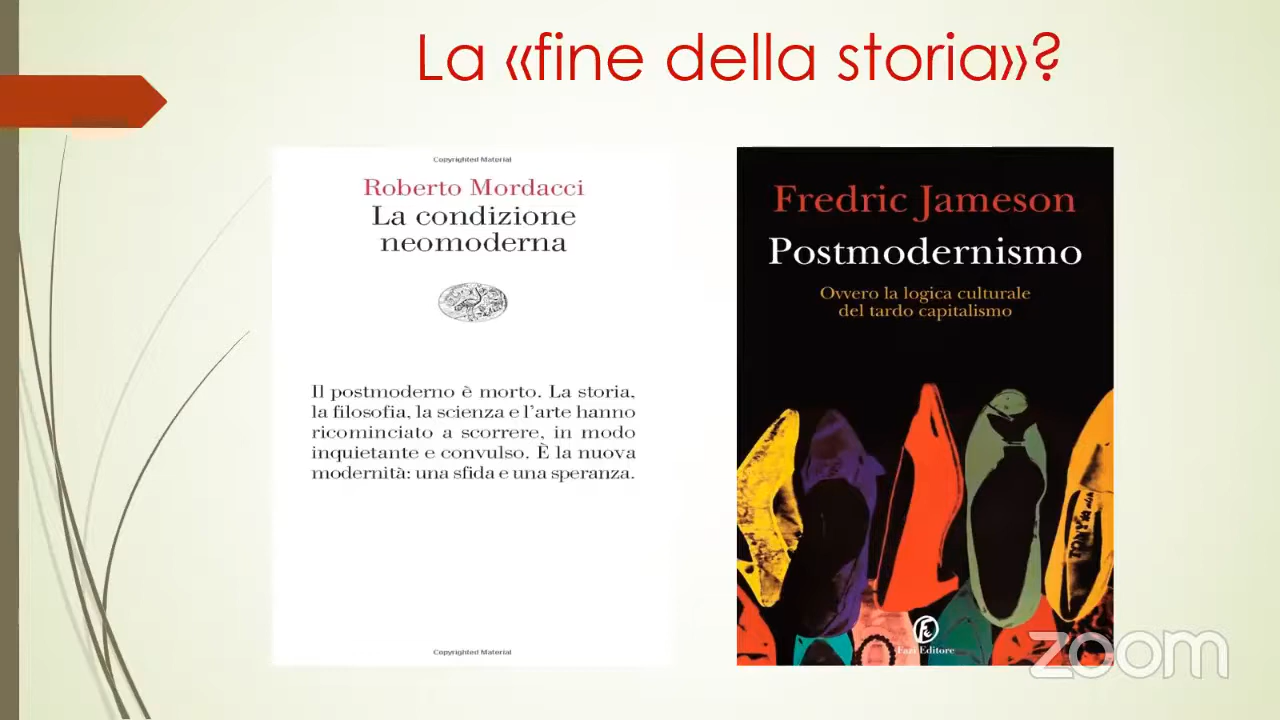 La «fine della storia»?
Copyrighted Material
Roberto Mordacci
La condizione
neomoderna
Il postmoderno è morto. La storia,
la filosofia, la scienza e l'arte hanno
ricominciato a scorrere, in modo
inquietante e convulso. È la nuova
modernità: una sfida e una speranza.
Copyrighted Material
Fredric Jameson
Postmodernismo
Ovvero la logica culturale
del tardo capitalismo
Fazi Editore
zoom